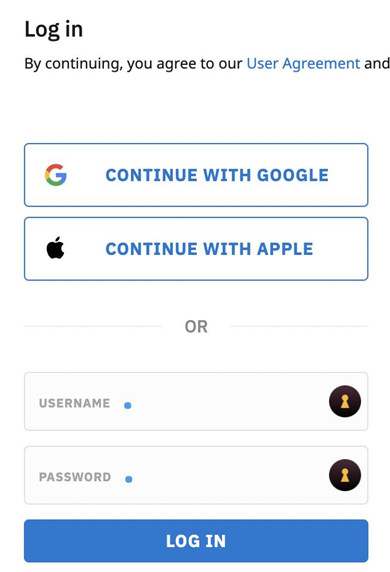 Log in
By continuing, you agree to our User Agreement and
CONTINUE WITH GOOGLE
CONTINUE WITH APPLE
OR
USERNAME
PASSWORD
LOG IN